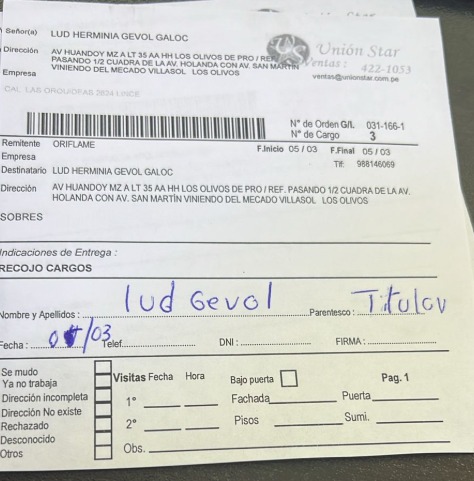 Señor(a) LUD HERMINIA GEVOL GALOC
Dirección AV HUANDOY MZ A LT 35 AA HH LOS OLIVOS DE PRO / REF.
PASANDO 1/2 CUADRA DE LA AV. HOLANDA CON AV. SAN MARTIN
VINIENDO DEL MECADO VILLASOL LOS OLIVOS
Empresa
Unión Star
Ventas : 422-1053
ventas@unionstar.com.pe
N° de Orden G/L 031-166-1
N° de Cargo 3
Remitente ORIFLAME F.Inicio 05 / 03 F.Final 05 / 03
Empresa Tlf: 988146069
Destinatario LUD HERMINIA GEVOL GALOC
Dirección AV HUANDOY MZ A LT 35 AA HH LOS OLIVOS DE PRO / REF. PASANDO 1/2 CUADRA DE LA AV.
HOLANDA CON AV. SAN MARTÍN VINIENDO DEL MECADO VILLASOL LOS OLIVOS
SOBRES
Indicaciones de Entrega :
RECOJO CARGOS
Nombre y Apellidos : lud Gevol Parentesco : Titular
Fecha : /03 Telef. DNI : FIRMA :
Se mudo
Ya no trabaja
Dirección incompleta
Dirección No existe
Rechazado
Desconocido
Otros
Visitas Fecha Hora Bajo puerta Pag. 1
1° Fachada Puerta
2° Pisos Sumi.
Obs.